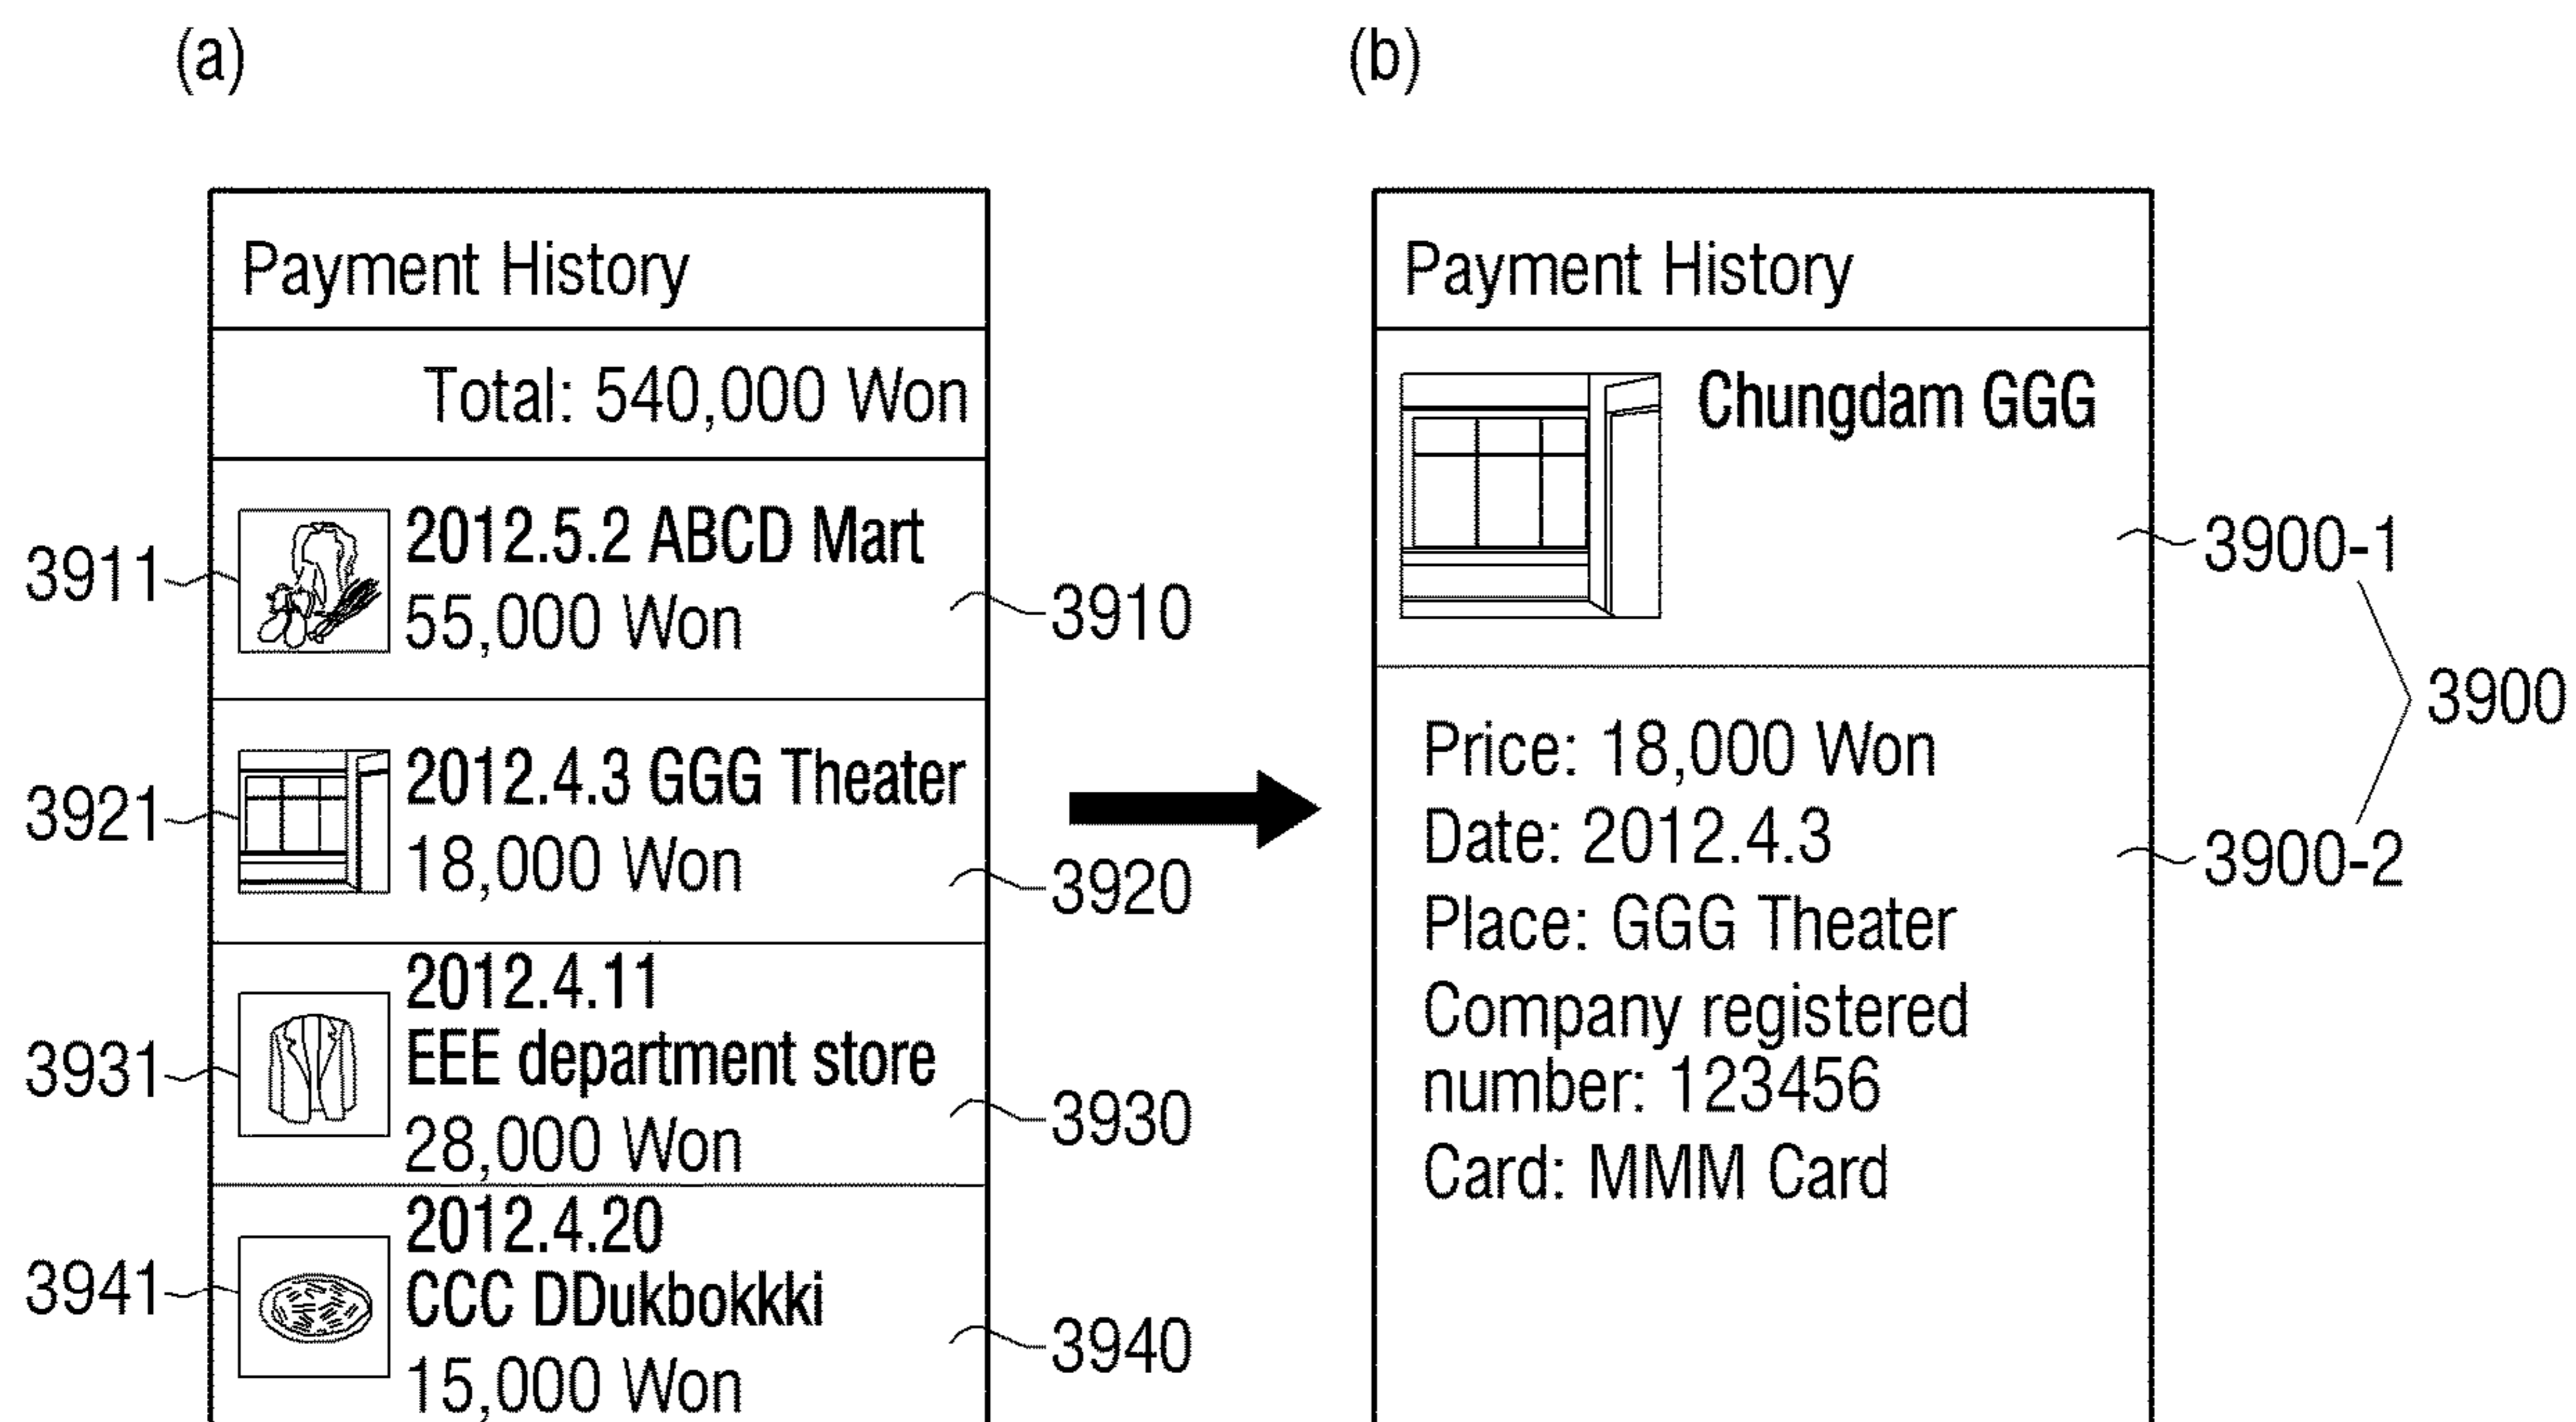 (a)
Payment History
Total: 540,000 Won
3911
2012.5.2 ABCD Mart
55,000 Won
3910
3921
2012.4.3 GGG Theater
18,000 Won
3920
3931
2012.4.11
EEE department store
28,000 Won
3930
3941
2012.4.20
CCC DDukbokkki
15,000 Won
3940
(b)
Payment History
Chungdam GGG
3900-1
3900
Price: 18,000 Won
Date: 2012.4.3
3900-2
Place: GGG Theater
Company registered
number: 123456
Card: MMM Card